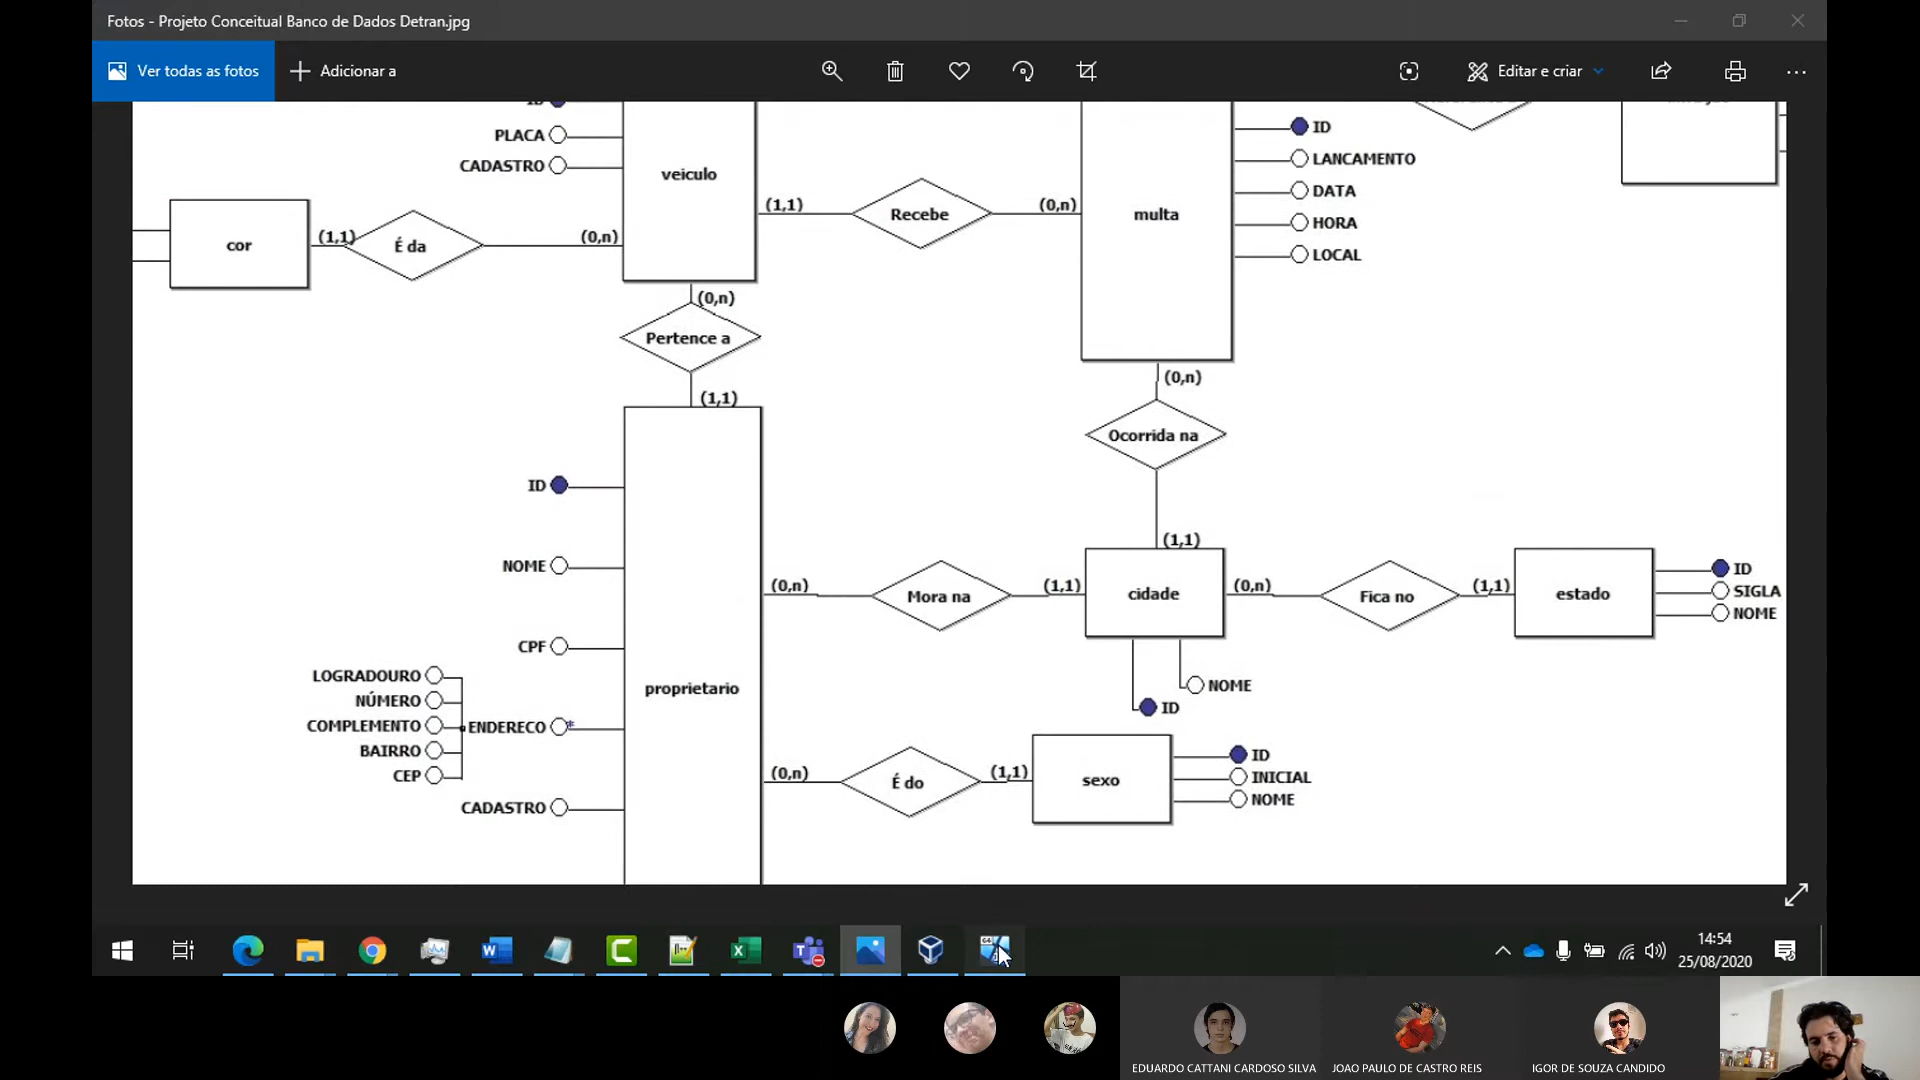 Fotos - Projeto Conceitual Banco de Dados Detran.jpg
Ver todas as fotos
Adicionar a
Editar e criar
PLACA
CADASTRO
veiculo
(1,1)
Recebe
(0,n)
multa
ID
LANCAMENTO
DATA
HORA
LOCAL
cor
(1,1)
É da
(0,n)
(0,n)
Pertence a
(1,1)
(0,n)
Ocorrida na
(1,1)
ID
NOME
CPF
LOGRADOURO
NÚMERO
COMPLEMENTO
BAIRRO
CEP
ENDERECO
*
CADASTRO
proprietario
(0,n)
Mora na
(1,1)
cidade
(0,n)
Fica no
(1,1)
estado
ID
SIGLA
NOME
NOME
ID
(0,n)
É do
(1,1)
sexo
ID
INICIAL
NOME
14:54
25/08/2020
EDUARDO CATTANI CARDOSO SILVA
JOAO PAULO DE CASTRO REIS
IGOR DE SOUZA CANDIDO